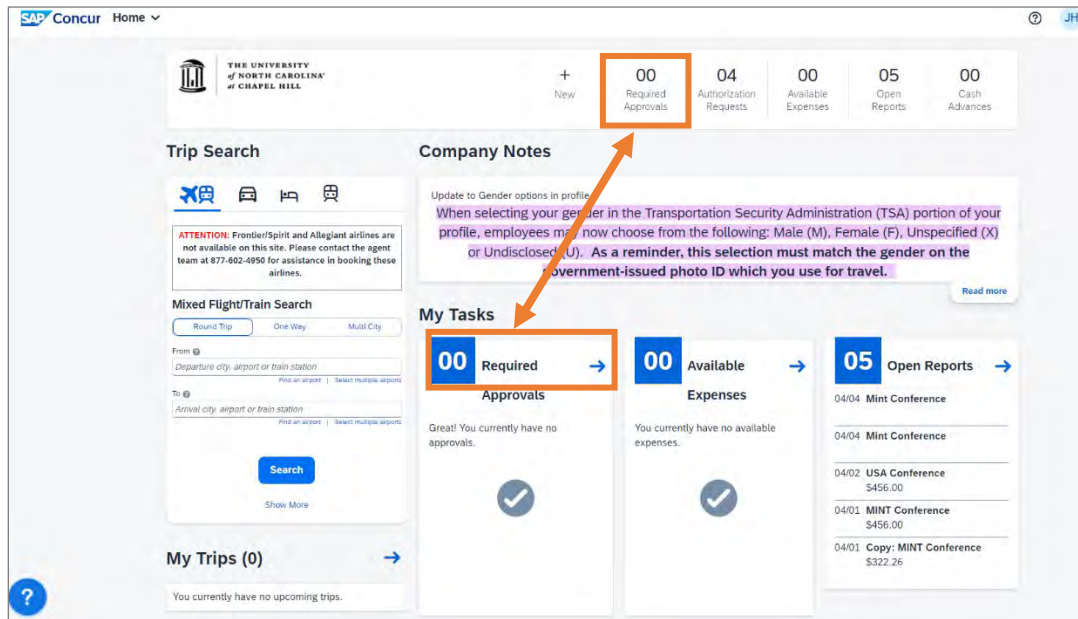 SAP Concur Home
JH
THE UNIVERSITY
of NORTH CAROLINA
at CHAPEL HILL
+
New
00
Required
Approvals
04
Authorization
Requests
00
Available
Expenses
05
Open
Reports
00
Cash
Advances
Trip Search
ATTENTION: Frontier/Spirit and Allegiant airlines are
not available on this site. Please contact the agent
team at 877-602-4950 for assistance in booking these
airlines.
Mixed Flight/Train Search
Round Trip One Way Multi City
From
Departure city, airport or train station
Find an airport | Select multiple airports
To
Arrival city, airport or train station
Find an airport | Select multiple airports
Search
Show More
My Trips (0)
You currently have no upcoming trips.
?
Company Notes
Update to Gender options in profile
When selecting your gender in the Transportation Security Administration (TSA) portion of your
profile, employees may now choose from the following: Male (M), Female (F), Unspecified (X)
or Undisclosed (U). As a reminder, this selection must match the gender on the
government-issued photo ID which you use for travel.
Read more
My Tasks
00 Required
Approvals
Great! You currently have no
approvals.
00 Available
Expenses
You currently have no available
expenses.
05 Open Reports
04/04 Mint Conference
04/04 Mint Conference
04/02 USA Conference
$456.00
04/01 MINT Conference
$456.00
04/01 Copy: MINT Conference
$322.26